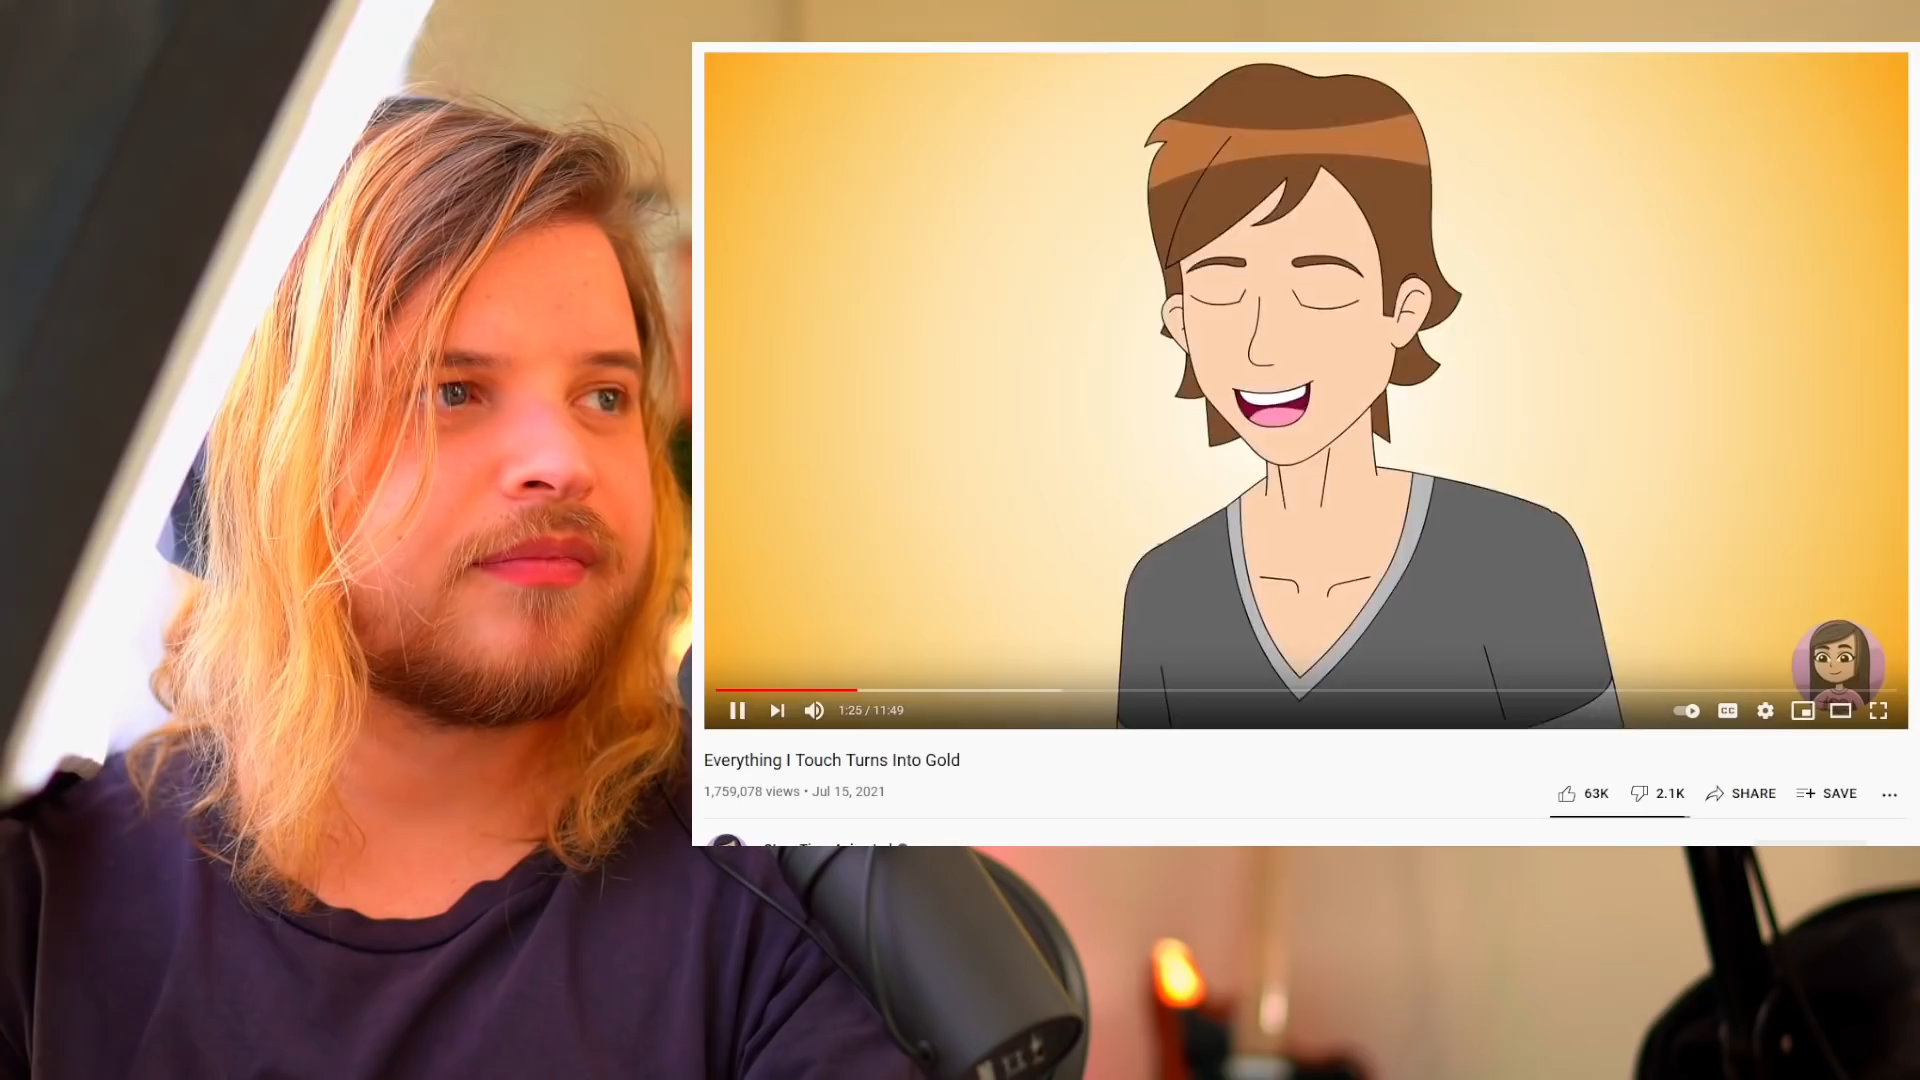 1:25 / 11:49
CC
Everything I Touch Turns Into Gold
1,759,078 views • Jul 15, 2021
63K
2.1K
SHARE
SAVE